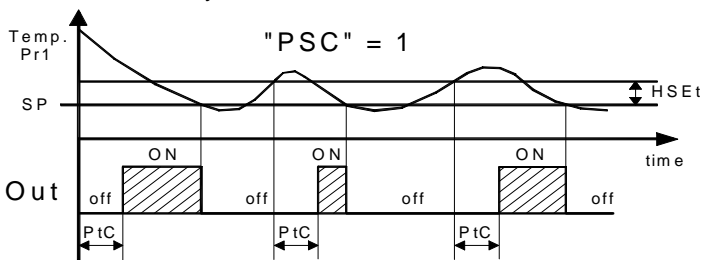 Temp.
Pr1
"PSC" = 1
HSEt
SP
ON
ON
ON
time
Out
off
off
off
off
PtC
PtC
PtC